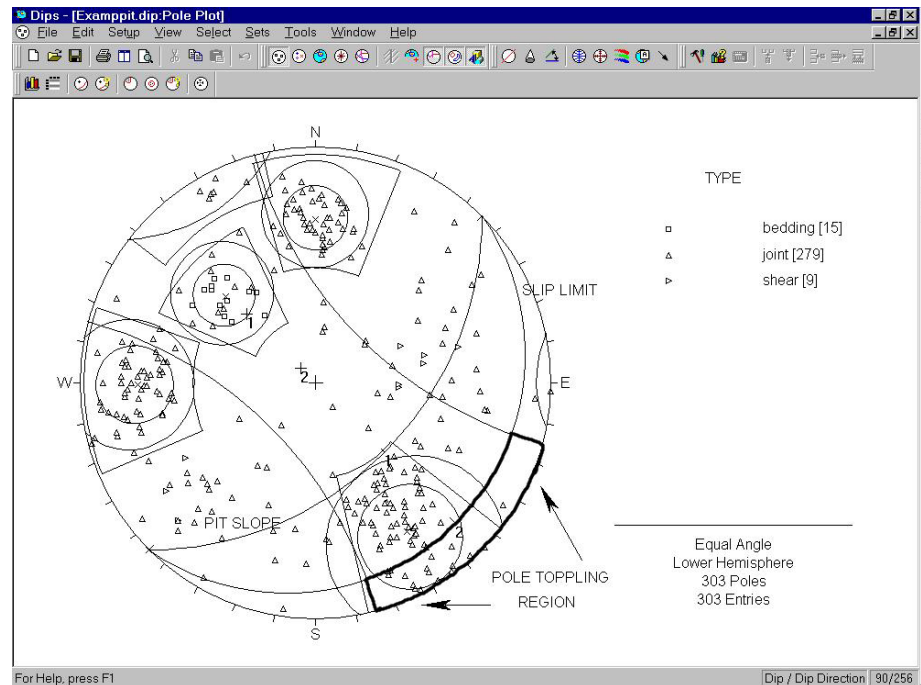 Dips - [Examppit.dip:Pole Plot]
File Edit Setup View Select Sets Tools Window Help
N
TYPE
bedding [15]
joint [279]
shear [9]
SLIP LIMIT
1
2
W
E
1
2
PIT SLOPE
POLE TOPPLING
REGION
S
Equal Angle
Lower Hemisphere
303 Poles
303 Entries
For Help, press F1
Dip / Dip Direction 90/256